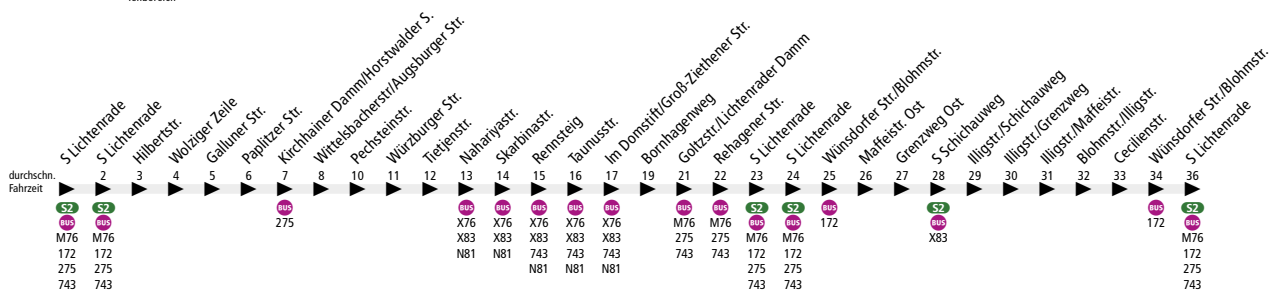 S Lichtenrade
S Lichtenrade
Hilbertstr.
Wolziger Zeile
Galluner Str.
Paplitzer Str.
Kirchhainer Damm/Horstwalder S.
Wittelsbacherstr/Augsburger Str.
Pechsteinstr.
Würzburger Str.
Tietjenstr.
Nahariyastr.
Skarbinastr.
Rennsteig
Taunusstr.
Im Domstift/Groß-Ziethener Str.
Bornhagenweg
Goltzstr./Lichtenrader Damm
Rehagener Str.
S Lichtenrade
S Lichtenrade
Wünsdorfer Str./Blohmstr.
Maffeistr. Ost
Grenzweg Ost
S Schichauweg
Illigstr./Schichauweg
Illigstr./Grenzweg
Illigstr./Maffeistr.
Blohmstr./Illigstr.
Cecilienstr.
Wünsdorfer Str./Blohmstr.
S Lichtenrade
durchschn. 2 3 4 5 6 7 8 10 11 12 13 14 15 16 17 19 21 22 23 24 25 26 27 28 29 30 31 32 33 34 36
Fahrzeit
S2 S2 BUS BUS BUS BUS BUS BUS BUS BUS S2 S2 BUS S2 BUS S2
BUS BUS 275 X76 X76 X76 X76 X76 M76 M76 BUS BUS 172 BUS 172 BUS
M76 M76 X83 X83 X83 X83 X83 275 275 M76 M76 X83 M76
172 172 N81 N81 743 743 743 743 743 172 172 172
275 275 N81 N81 N81 275 275 275
743 743 743 743 743